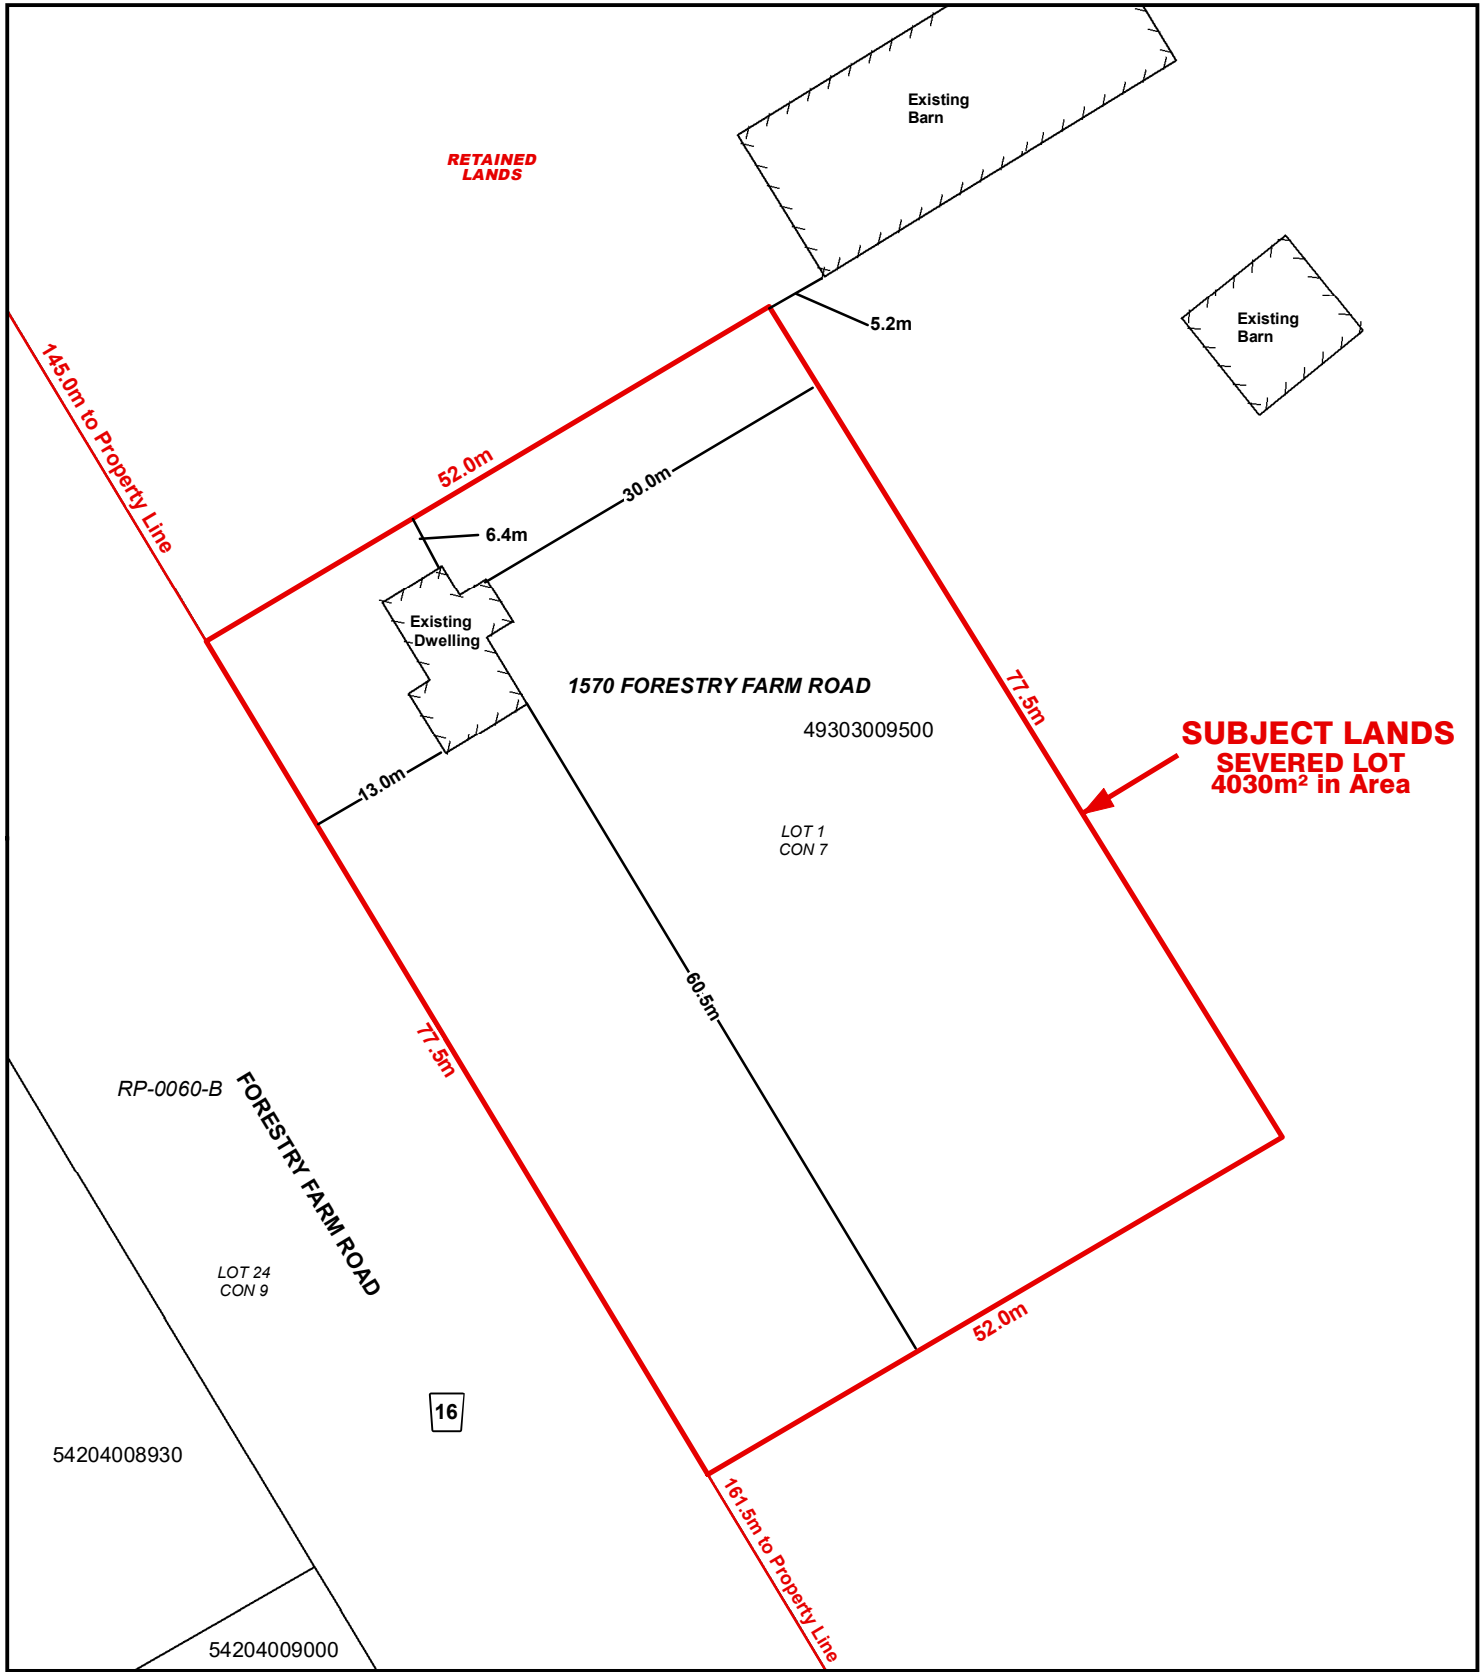 Existing
Barn
RETAINED
LANDS
Existing
Barn
5.2m
145.0m to Property Line
52.0m
30.0m
6.4m
Existing
Dwelling
1570 FORESTRY FARM ROAD
49303009500
77.5m
SUBJECT LANDS
SEVERED LOT
4030m² in Area
13.0m
LOT 1
CON 7
60.5m
77.5m
RP-0060-B
FORESTRY FARM ROAD
LOT 24
CON 9
52.0m
16
54204008930
161.5m to Property Line
54204009000